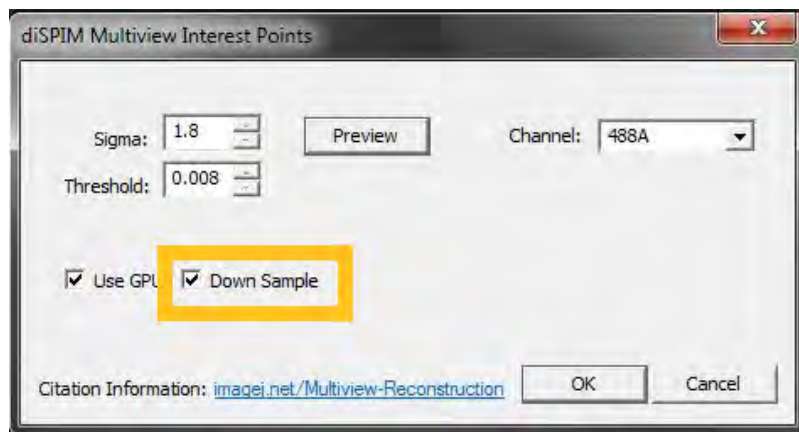 diSPIM Multiview Interest Points
Sigma: 1.8 Preview Channel: 488A
Threshold: 0.008
Use GPU Down Sample
Citation Information: imagej.net/Multiview-Reconstruction OK Cancel